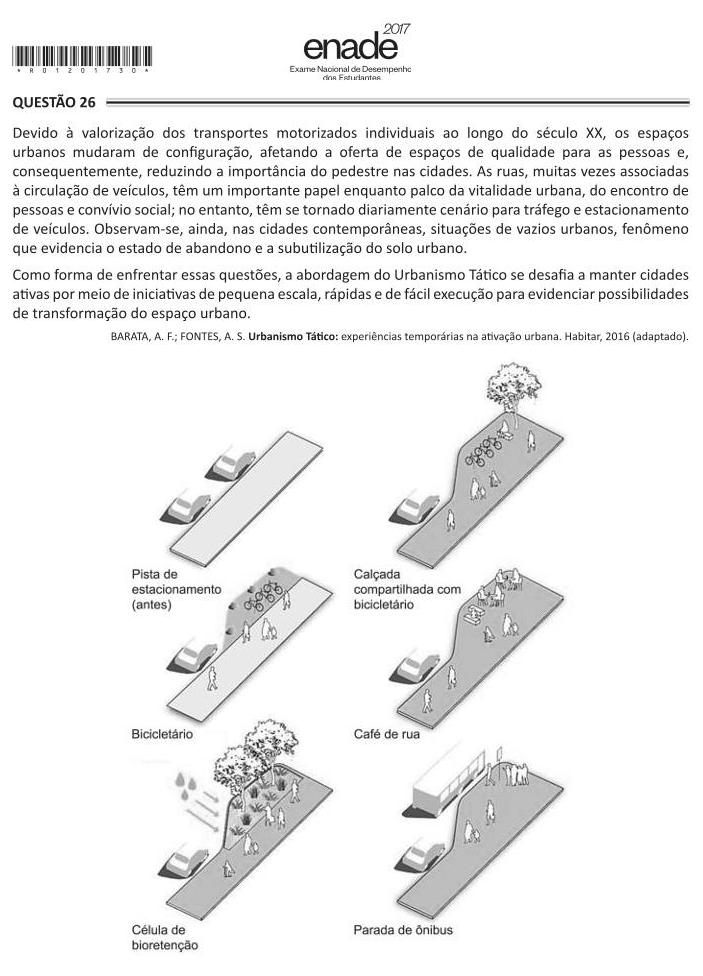 enade 2017
Exame Nacional de Desempenho
dos Estudantes
*R01201730*
QUESTÃO 26
Devido à valorização dos transportes motorizados individuais ao longo do século XX, os espaços
urbanos mudaram de configuração, afetando a oferta de espaços de qualidade para as pessoas e,
consequentemente, reduzindo a importância do pedestre nas cidades. As ruas, muitas vezes associadas
à circulação de veículos, têm um importante papel enquanto palco da vitalidade urbana, do encontro de
pessoas e convívio social; no entanto, têm se tornado diariamente cenário para tráfego e estacionamento
de veículos. Observam-se, ainda, nas cidades contemporâneas, situações de vazios urbanos, fenômeno
que evidencia o estado de abandono e a subutilização do solo urbano.
Como forma de enfrentar essas questões, a abordagem do Urbanismo Tático se desafia a manter cidades
ativas por meio de iniciativas de pequena escala, rápidas e de fácil execução para evidenciar possibilidades
de transformação do espaço urbano.
BARATA, A. F.; FONTES, A. S. Urbanismo Tático: experiências temporárias na ativação urbana. Habitar, 2016 (adaptado).
Pista de
estacionamento
(antes)
Calçada
compartilhada com
bicicletário
Bicicletário
Café de rua
Célula de
bioretenção
Parada de ônibus